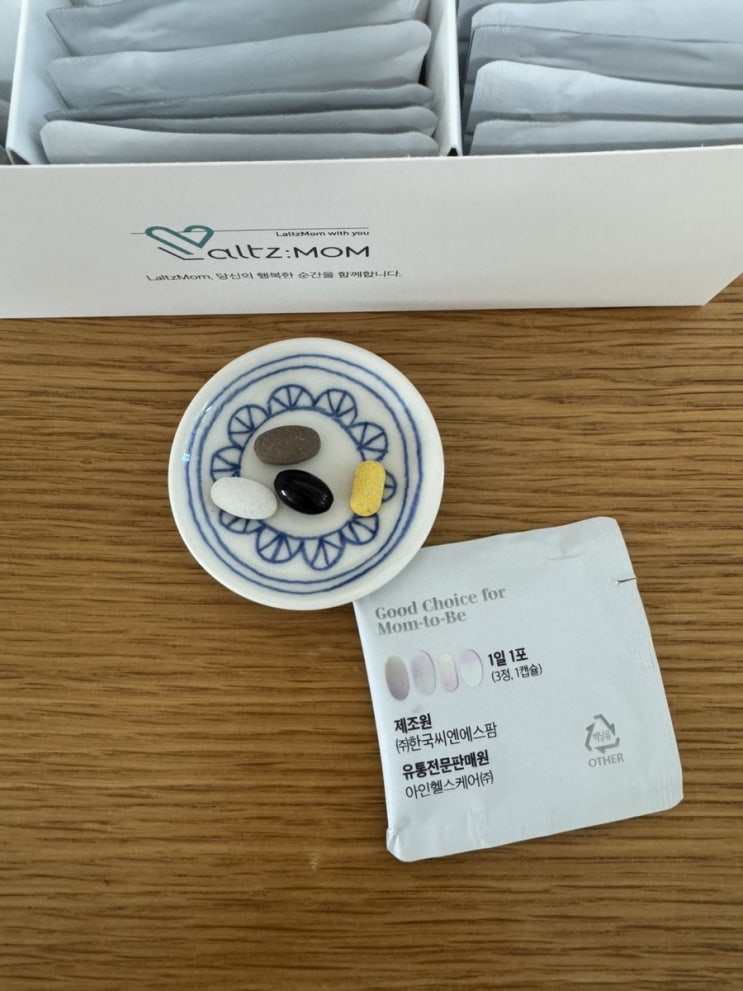 LaltzMom with you
Laltz:MOM
LaltzMom, 당신의 행복한 순간을 함께합니다.
Good Choice for
Mom-to-Be
1일 1포
(3정, 1캡슐)
제조원
㈜한국씨엔에스팜
유통전문판매원
아인헬스케어㈜
비닐류
OTHER